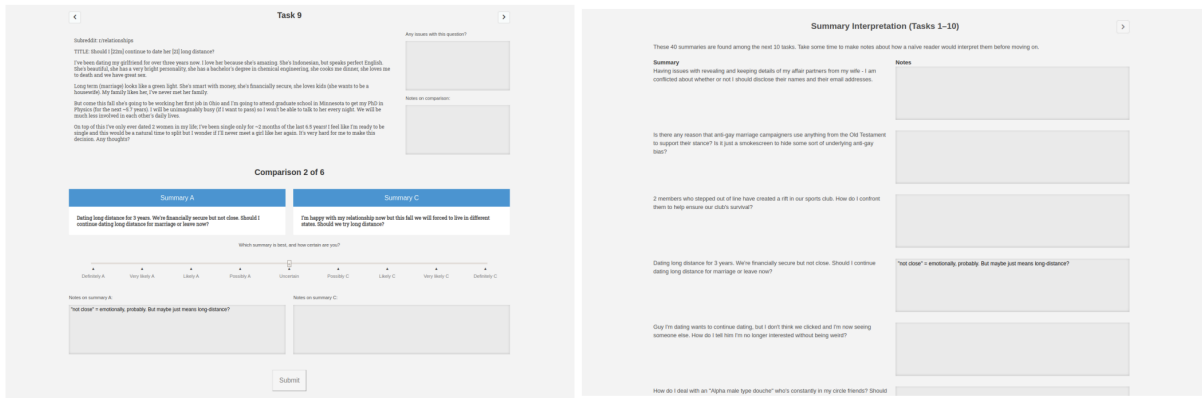 Task 9
Subreddit: r/relationships
TITLE: Should I [21m] continue to date her [21] long distance?
I've been dating my girlfriend for over three years now. I love her because she's amazing. She's Indonesian, but speaks perfect English.
She's beautiful, she has a very bright personality, she has a bachelor's degree in chemical engineering, she cooks me dinner, she loves me
to death and we have great sex.
Long term (marriage) looks like a green light. She's smart with money, she's financially secure, she loves kids (she wants to be a
housewife). My family likes her, I've never met her family.
But come this fall she's going to be working her first job in Ohio and I'm going to attend graduate school in Minnesota to get my PhD in
Physics (for the next ~6.7 years). I will be unimaginably busy (if I want to pass) so I won't be able to talk to her every night. We will be
much less involved in each other's daily lives.
On top of this I've only ever dated 2 women in my life; I've been single only for ~2 months of the last 6.5 years! I feel like I'm ready to be
single and this would be a natural time to split but I wonder if I'll never meet a girl like her again. It's very hard for me to make this
decision. Any thoughts?
Any issues with this question?
Notes on comparison:
Comparison 2 of 6
Summary A
Summary C
Dating long distance for 3 years. We're financially secure but not close. Should I
continue dating long distance for marriage or leave now?
I'm happy with my relationship now but this fall we will forced to live in different
states. Should we try long distance?
Which summary is best, and how certain are you?
Definitely A
Very likely A
Likely A
Possibly A
Uncertain
Possibly C
Likely C
Very likely C
Definitely C
Notes on summary A:
Notes on summary C:
"not close" = emotionally, probably. But maybe just means long-distance?
Submit
Summary Interpretation (Tasks 1–10)
These 40 summaries are found among the next 10 tasks. Take some time to make notes about how a naive reader would interpret them before moving on.
Summary
Notes
Having issues with revealing and keeping details of my affair partners from my wife - I am
conflicted about whether or not I should disclose their names and their email addresses.
Is there any reason that anti-gay marriage campaigners use anything from the Old Testament
to support their stance? Is it just a smokescreen to hide some sort of underlying anti-gay
bias?
2 members who stepped out of line have created a rift in our sports club. How do I confront
them to help ensure our club's survival?
Dating long distance for 3 years. We're financially secure but not close. Should I continue
dating long distance for marriage or leave now?
"not close" = emotionally, probably. But maybe just means long-distance?
Guy I'm dating wants to continue dating, but I don't think we clicked and I'm now seeing
someone else. How do I tell him I'm no longer interested without being weird?
How do I deal with an "Alpha male type douche" who's constantly in my circle friends? Should